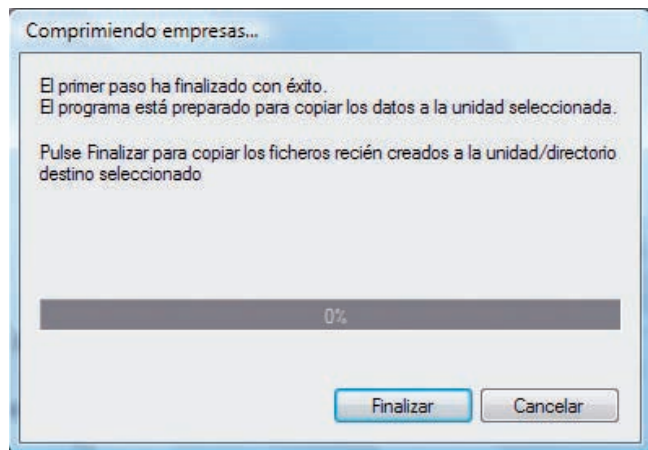 Comprimiendo empresas...
El primer paso ha finalizado con éxito.
El programa está preparado para copiar los datos a la unidad seleccionada.
Pulse Finalizar para copiar los ficheros recién creados a la unidad/directorio
destino seleccionado
0%
Finalizar
Cancelar